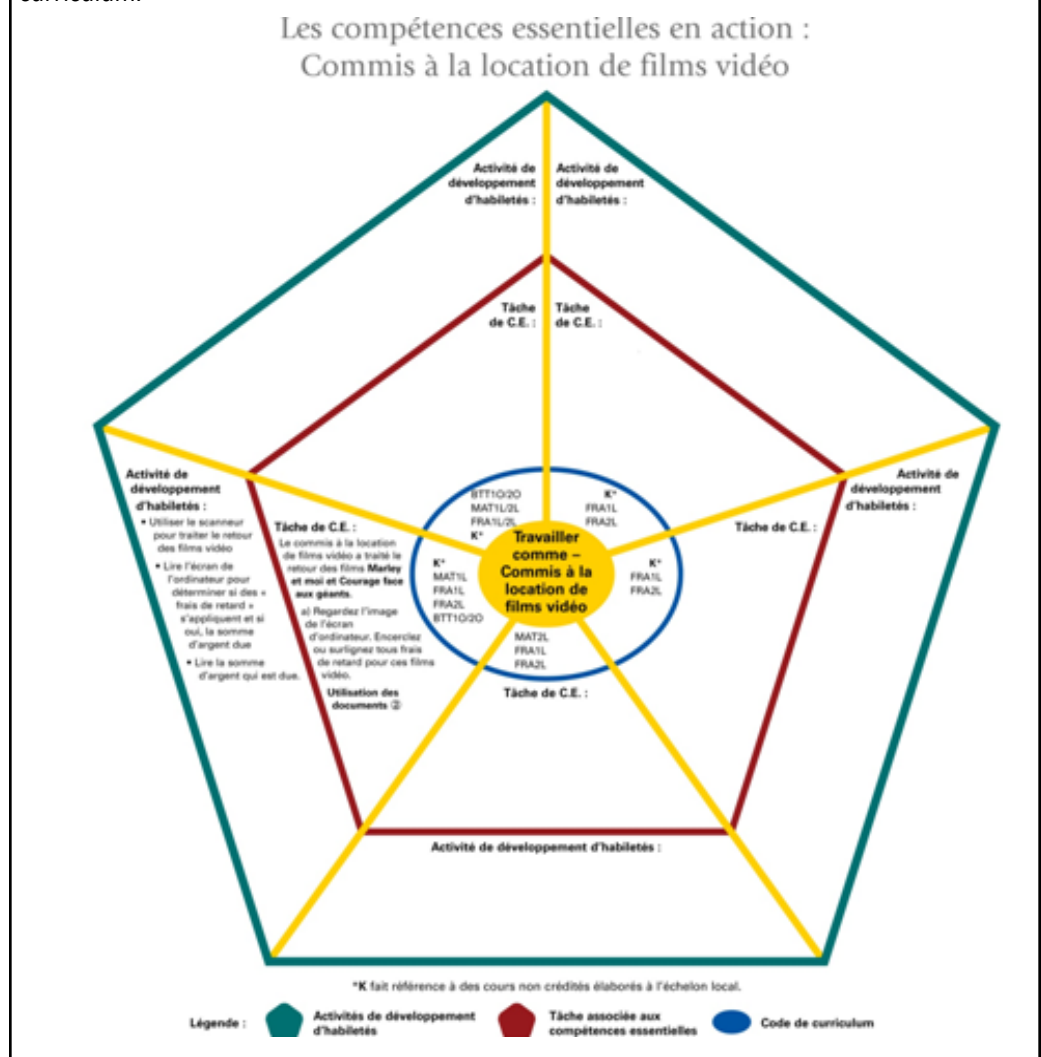 curriculum.
Les compétences essentielles en action :
Commis à la location de films vidéo
Activité de
développement
d'habiletés :
Activité de
développement
d'habiletés :
Tâche
de C.E. :
Tâche
de C.E. :
Activité de
développement
d'habiletés :
• Utiliser le scanneur
pour traiter le retour
des films vidéo
• Lire l'écran de
l'ordinateur pour
déterminer si des «
frais de retard »
s'appliquent et si
oui, la somme
d'argent due
• Lire la somme
d'argent qui est due.
Tâche de C.E. :
Le commis à la location
de films vidéo a traité le
retour des films Marley
et moi et Courage face
aux géants.
a) Regardez l'image
de l'écran
d'ordinateur. Encerclez
ou surlignez tous frais
de retard pour ces films
vidéo.
Utilisation des
documents ②
BTT1O/2O
MAT1L/2L
FRA1L/2L
K*
K*
FRA1L
FRA2L
K*
MAT1L
FRA1L
FRA2L
BTT1O/2O
Travailler
comme –
Commis à la
location de
films vidéo
K*
FRA1L
FRA2L
MAT2L
FRA1L
FRA2L
Tâche de C.E. :
Activité de
développement
d'habiletés :
Tâche de C.E. :
Activité de développement d'habiletés :
*K fait référence à des cours non crédités élaborés à l'échelon local.
Légende :
Activités de développement
d'habiletés
Tâche associée aux
compétences essentielles
Code de curriculum